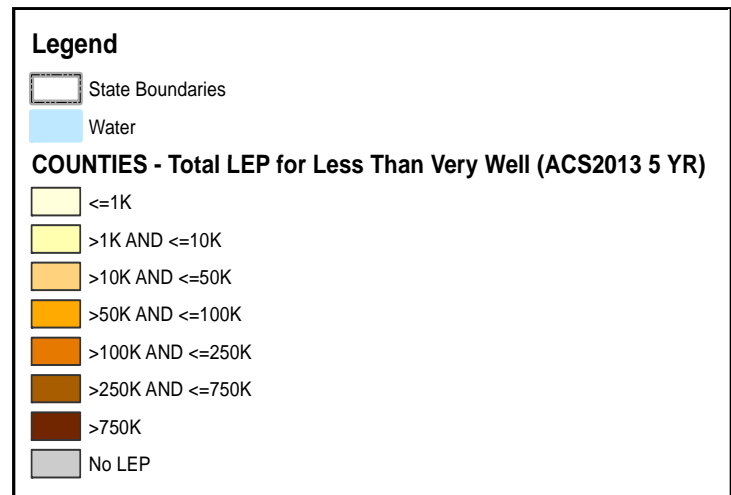 Legend
State Boundaries
Water
COUNTIES - Total LEP for Less Than Very Well (ACS2013 5 YR)
<=1K
>1K AND <=10K
>10K AND <=50K
>50K AND <=100K
>100K AND <=250K
>250K AND <=750K
>750K
No LEP